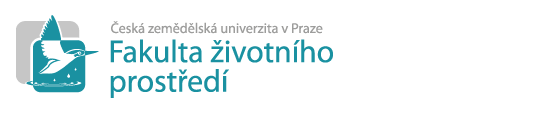 Česká zemědělská univerzita v Praze
Fakulta životního
prostředí